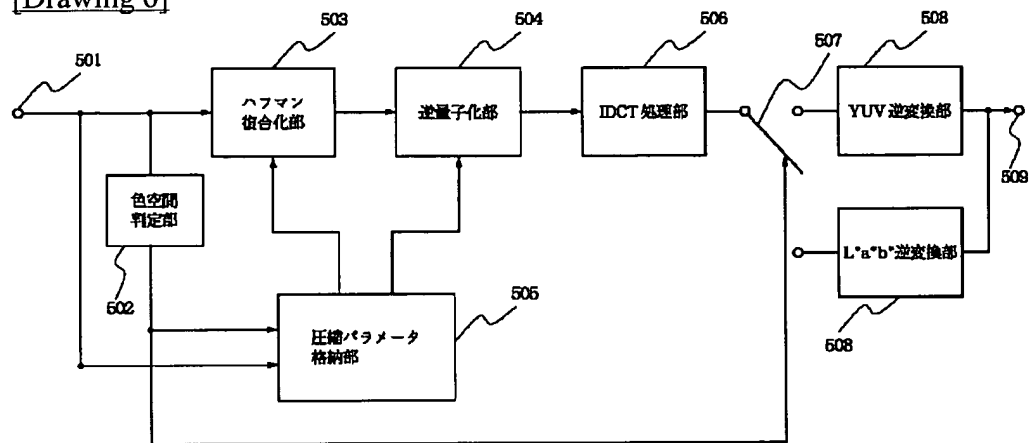 [Drawing 6]
501
503
504
506
507
508
ハフマン
復合化部
逆量子化部
IDCT 処理部
YUV 逆変換部
509
色空間
判定部
502
L*a*b* 逆変換部
508
505
圧縮パラメータ
格納部